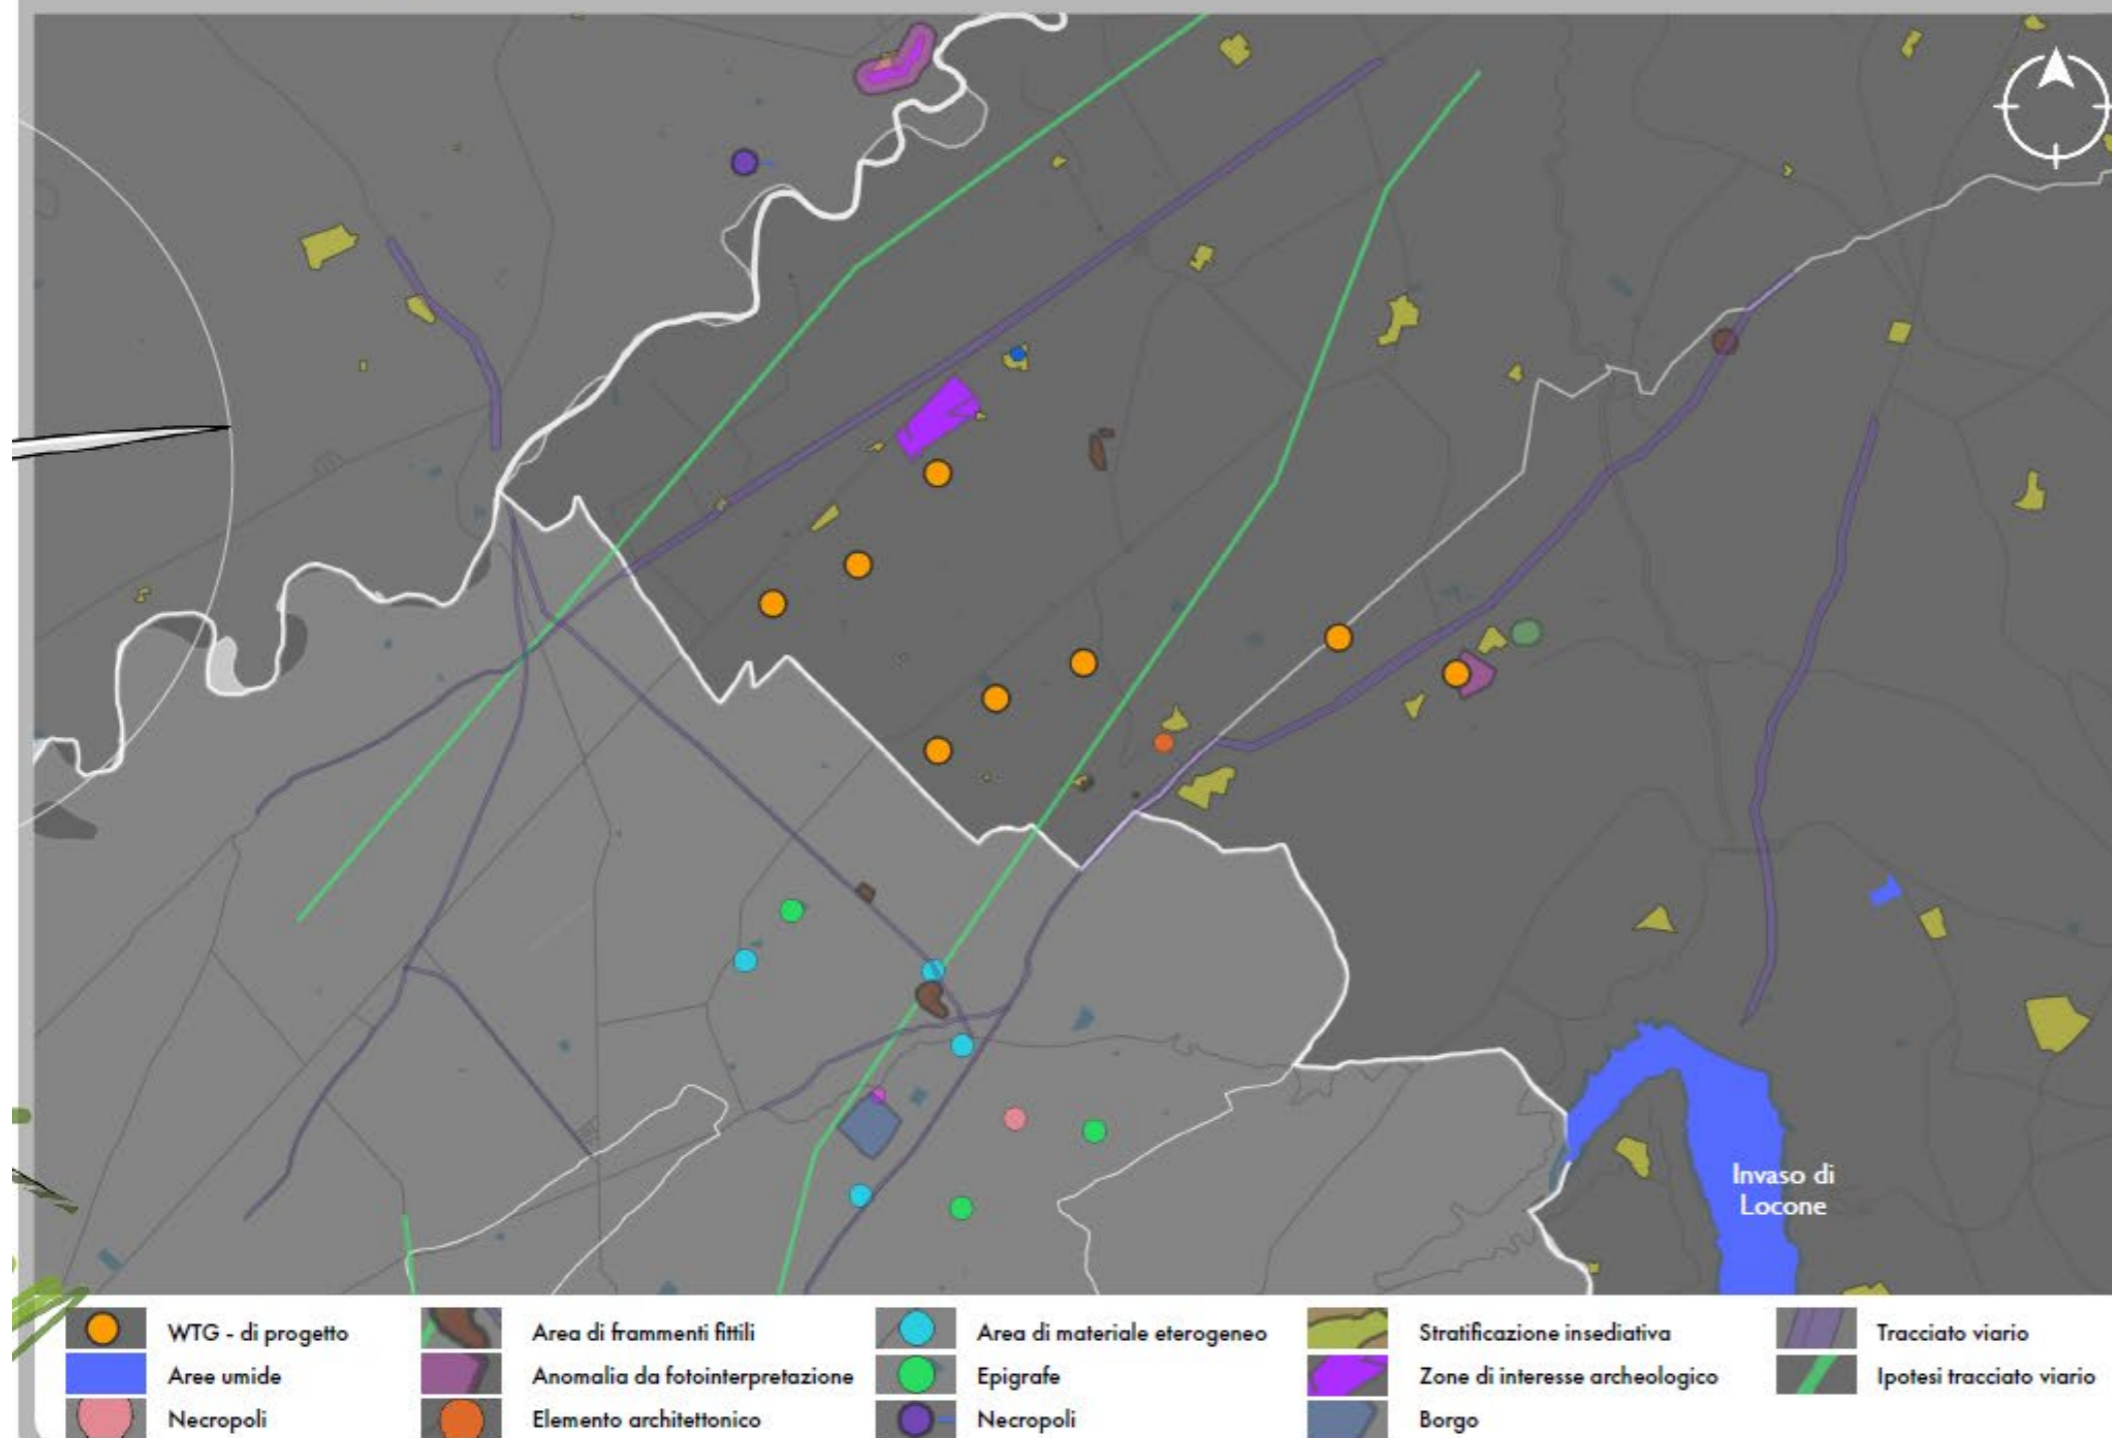 Invaso di
Locone
WTG - di progetto
Aree umide
Necropoli
Area di frammenti fittili
Anomalia da fotointerpretazione
Elemento architettonico
Area di materiale eterogeneo
Epigrafe
Necropoli
Stratificazione insediativa
Zone di interesse archeologico
Borgo
Tracciato viario
Ipotesi tracciato viario